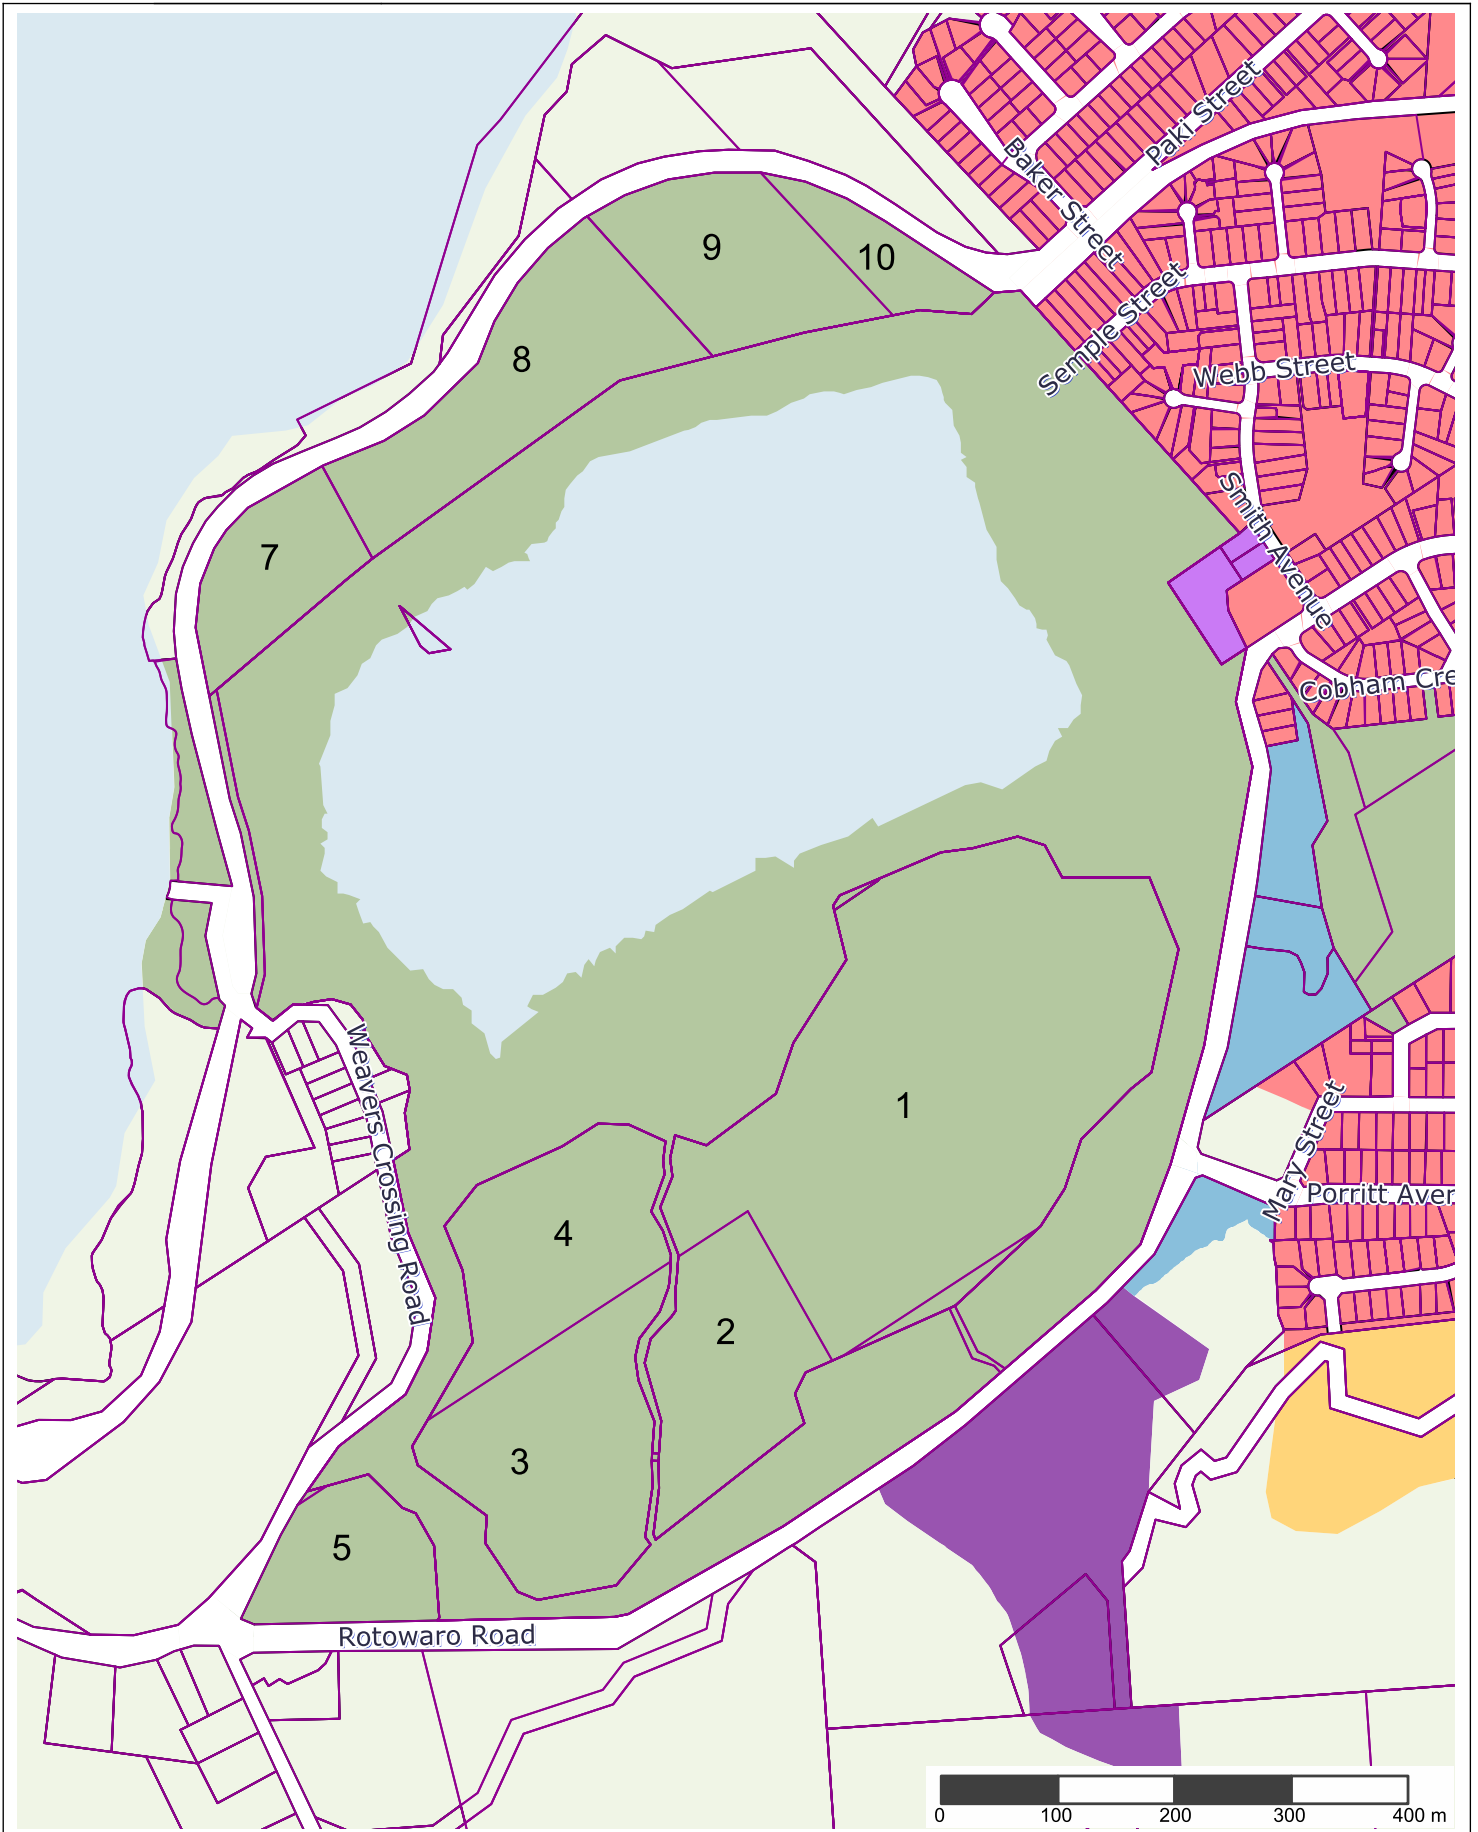 Paki Street
Baker Street
9
10
Semple Street
8
Webb Street
Smith Avenue
7
Cobham Cre
Weavers Crossing Road
1
Mary Street
Porritt Aven
4
2
3
5
Rotowaro Road
0 100 200 300 400 m